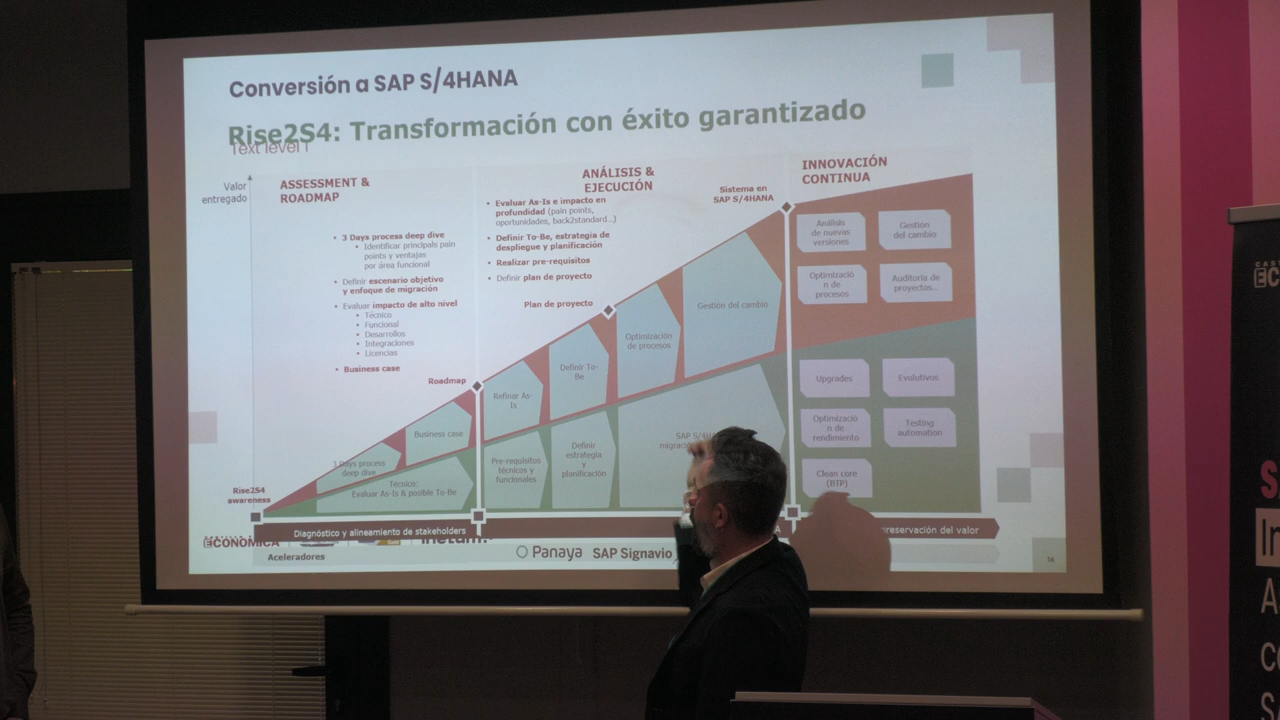 Conversión a SAP S/4HANA
Rise2S4: Transformación con éxito garantizado
Text level 1
Valor
entregado
ASSESSMENT &
ROADMAP
• 3 Days process deep dive
• Identificar principals pain
points y ventajas
por área funcional
• Definir escenario objetivo
y enfoque de migración
• Evaluar impacto de alto nivel
• Técnico
• Funcional
• Desarrollos
• Integraciones
• Licencias
• Business case
Roadmap
ANÁLISIS &
EJECUCIÓN
• Evaluar As-Is e impacto en
profundidad (pain points,
oportunidades, back2standard...)
• Definir To-Be, estrategia de
despliegue y planificación
• Realizar pre-requisitos
• Definir plan de proyecto
Plan de proyecto
Sistema en
SAP S/4HANA
INNOVACIÓN
CONTINUA
Análisis
de nuevas
versiones
Gestión
del cambio
Optimizació
n de
procesos
Auditoria de
proyectos...
Gestión del cambio
Optimización
de procesos
Definir To-
Be
Refinar As-
Is
Business case
3 Days process
deep dive
Técnico:
Evaluar As-Is & posible To-Be
Pre-requisitos
técnicos y
funcionales
Definir
estrategia
y
planificación
SAP S/4H
migració
Upgrades
Evolutivos
Optimizació
n de
rendimiento
Testing
automation
Clean core
(BTP)
Rise2S4
awareness
Diagnóstico y alineamiento de stakeholders
preservación del valor
ECONOMICA
inetum.
Aceleradores
Panaya
SAP Signavio
16